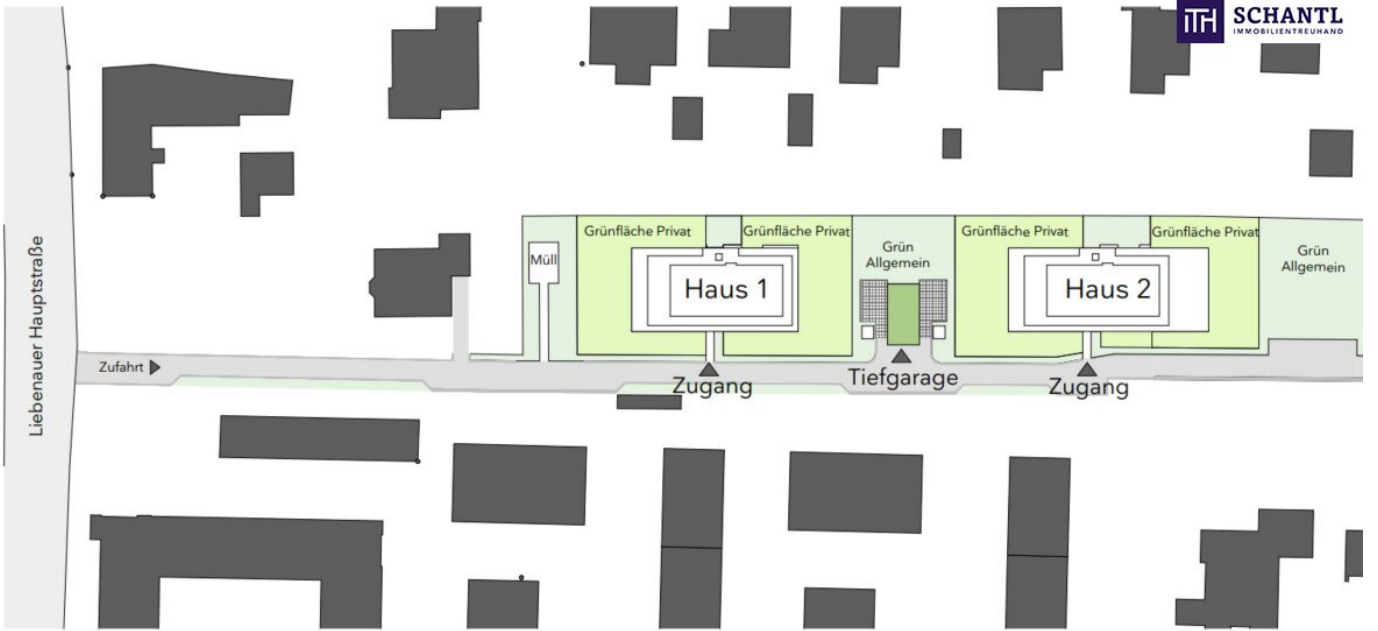 ITH SCHANTL
IMMOBILIENTREUHAND
Grünfläche Privat
Grünfläche Privat
Grünfläche Privat
Grünfläche Privat
Grün
Allgemein
Grün
Allgemein
Müll
Haus 1
Haus 2
Liebenauer Hauptstraße
Zufahrt
Zugang
Tiefgarage
Zugang